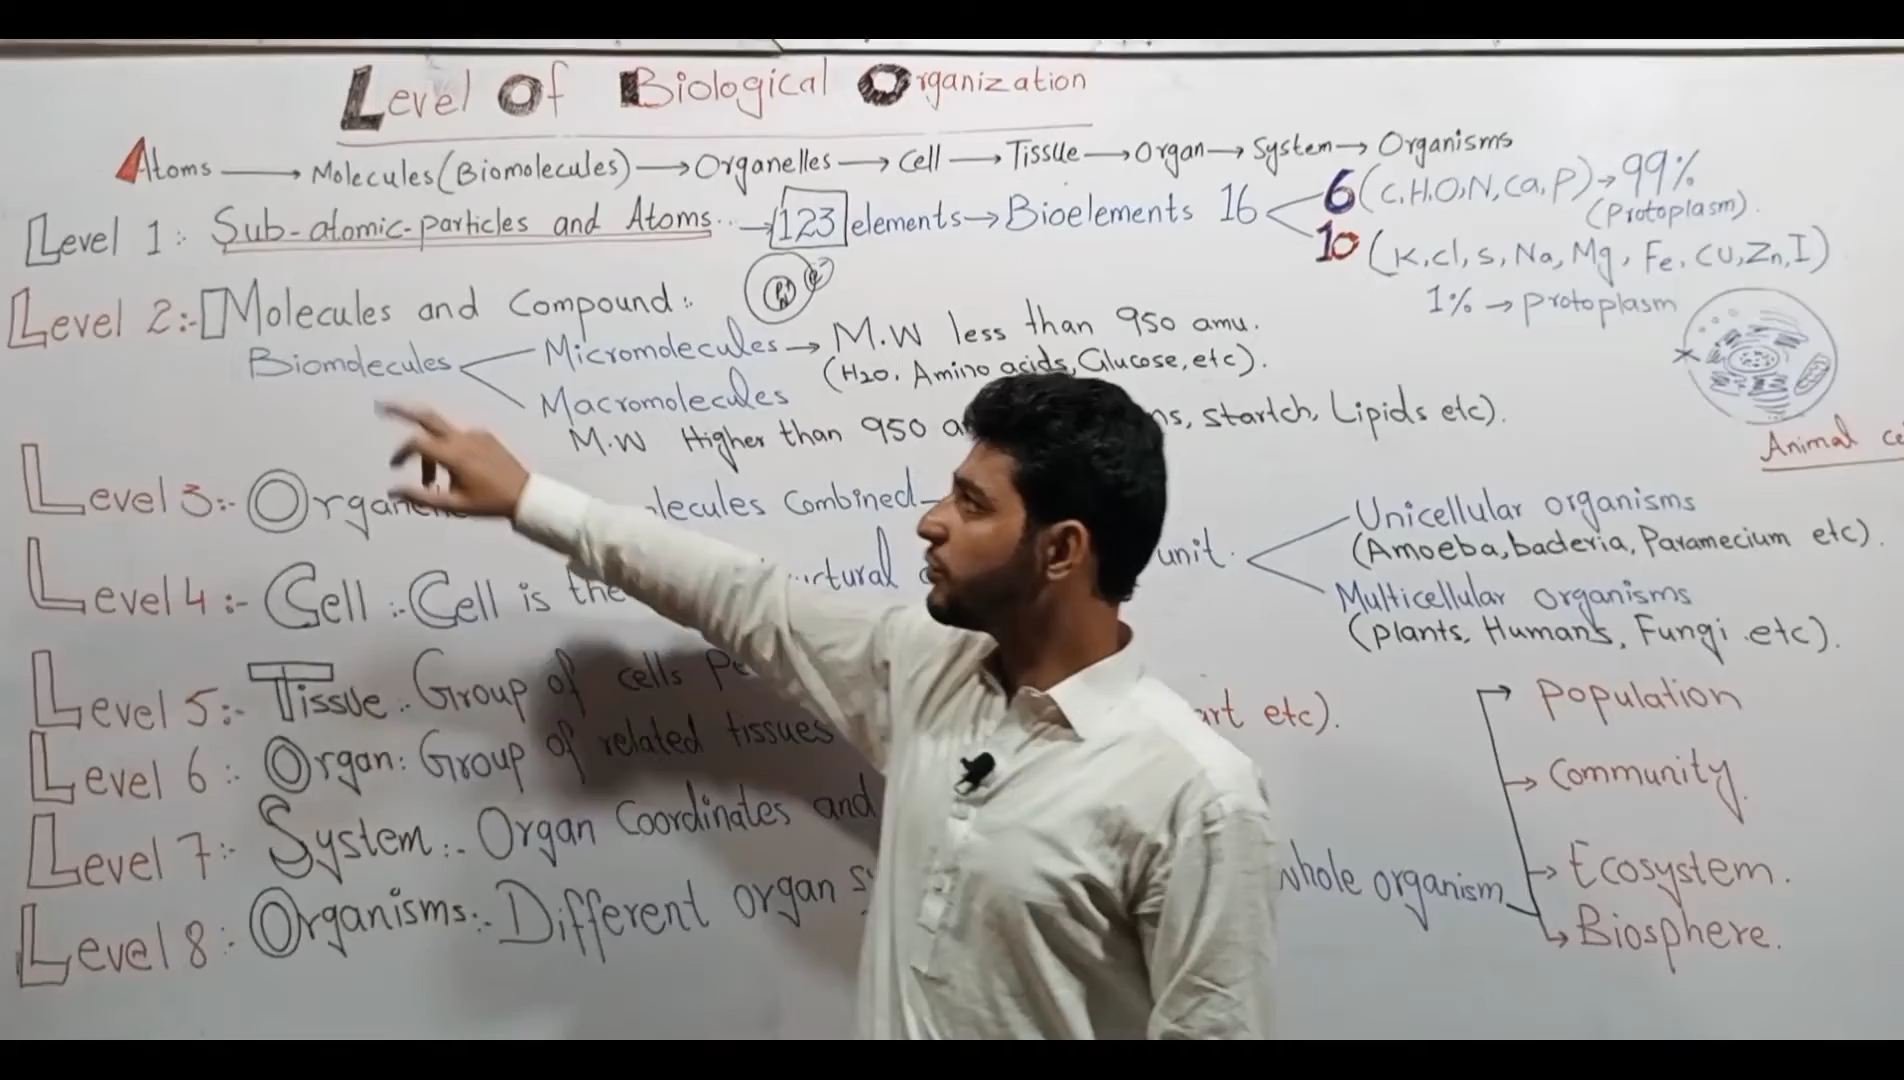 Level Of Biological Organization
Atoms → Molecules (Biomolecules) → Organelles → Cell → Tissue → Organ → System → Organisms
Level 1:- Sub-atomic-particles and Atoms... → 123 elements → Bioelements 16
6 (C, H, O, N, Ca, P) → 99%
(Protoplasm).
10 (K, Cl, S, Na, Mg, Fe, Cu, Zn, I)
1% → protoplasm
Level 2:- Molecules and Compound:-
Biomolecules
Micromolecules → M.W less than 950 amu.
(H2O, Amino acids, Glucose, etc).
Macromolecules
M.W Higher than 950 startch, Lipids etc).
Animal
Level 3:- combined
Level 4:- Cell:- Cell is the unit.
Unicellular organisms
(Amoeba, bacteria, Paramecium etc).
Multicellular organisms
(plants, Humans, Fungi etc).
Level 5:- Tissue:- Group of cells
Level 6:- Organ: Group of related tissues etc).
Level 7:- System:- Organ Coordinates and
Level 8:- Organisms:- Different organ whole organism
Population
Community.
Ecosystem.
Biosphere.